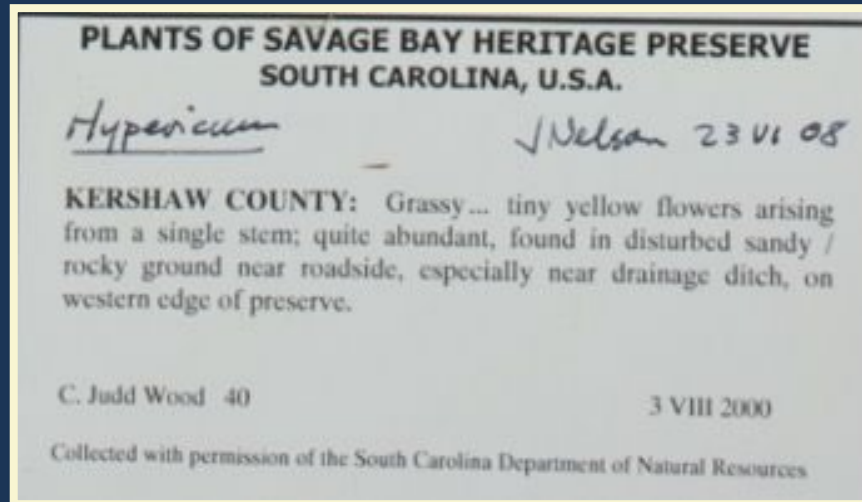 PLANTS OF SAVAGE BAY HERITAGE PRESERVE
SOUTH CAROLINA, U.S.A.
Hypericum J Nelson 23 VI 08
KERSHAW COUNTY: Grassy... tiny yellow flowers arising
from a single stem; quite abundant, found in disturbed sandy /
rocky ground near roadside, especially near drainage ditch, on
western edge of preserve.
C. Judd Wood 40 3 VIII 2000
Collected with permission of the South Carolina Department of Natural Resources